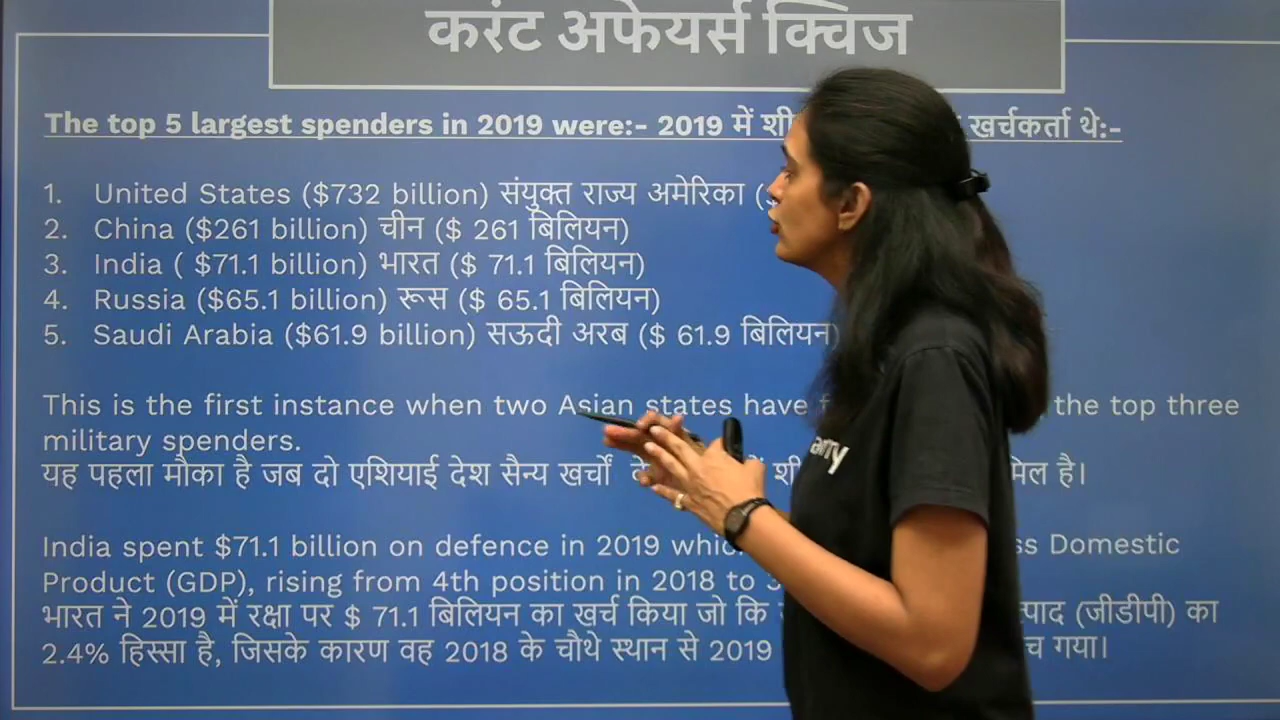 करंट अफेयर्स क्विज
The top 5 largest spenders in 2019 were:- 2019 में खर्चकर्ता थे:-
1. United States ($732 billion) संयुक्त राज्य अमेरिका (
2. China ($261 billion) चीन ($ 261 बिलियन)
3. India ( $71.1 billion) भारत ($ 71.1 बिलियन)
4. Russia ($65.1 billion) रूस ($ 65.1 बिलियन)
5. Saudi Arabia ($61.9 billion) सऊदी अरब ($ 61.9 बिलियन)
This is the first instance when two Asian states have the top three
military spenders.
यह पहला मौका है जब दो एशियाई देश सैन्य खर्चों है।
India spent $71.1 billion on defence in 2019 Domestic
Product (GDP), rising from 4th position in 2018 to
भारत ने 2019 में रक्षा पर $ 71.1 बिलियन का खर्च किया जो कि (जीडीपी) का
2.4% हिस्सा है, जिसके कारण वह 2018 के चौथे स्थान से 2019 गया।